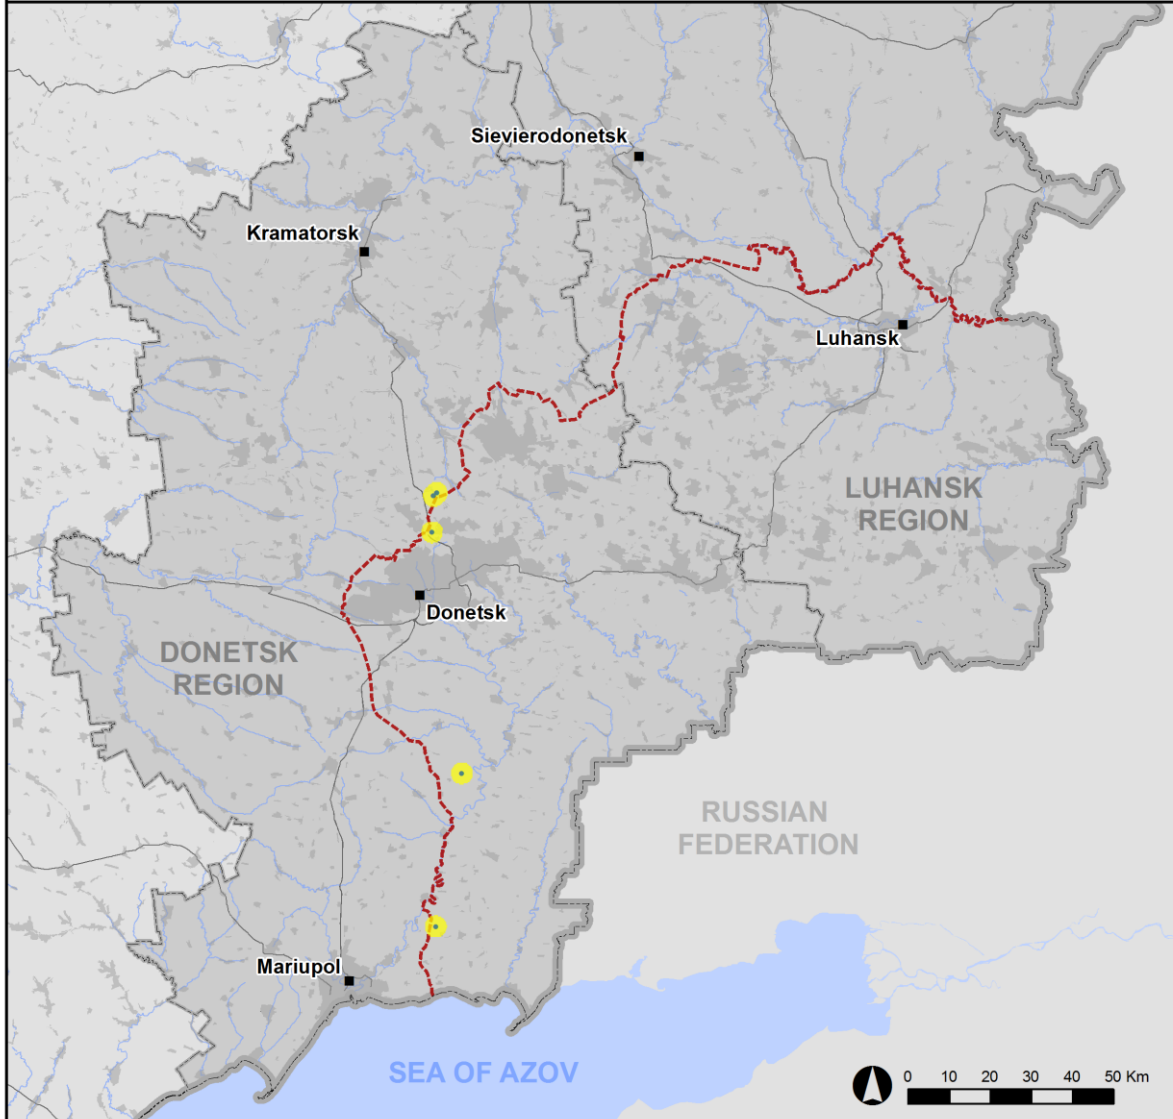 Sievierodonetsk
Kramatorsk
Luhansk
LUHANSK
REGION
Donetsk
DONETSK
REGION
RUSSIAN
FEDERATION
Mariupol
SEA OF AZOV
0 10 20 30 40 50 Km